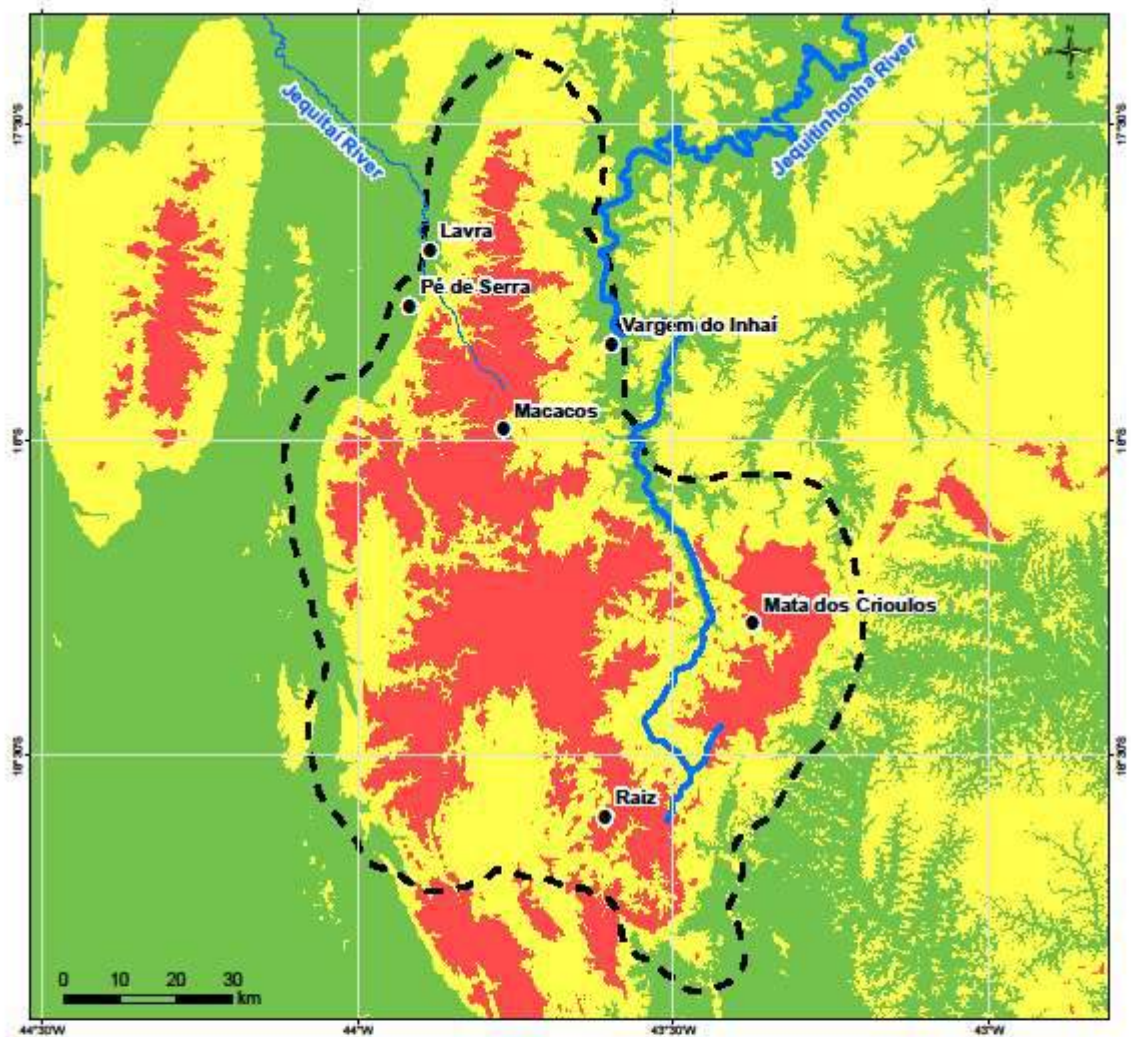 N
S
Jequitaí River
Jequitinhonha River
17°30'S
17°30'S
Lavra
Pé de Serra
Vargem do Inhaí
Macacos
18°S
18°S
Mata dos Crioulos
18°30'S
18°30'S
Raiz
0 10 20 30
km
44°30'W
44°W
43°30'W
43°W